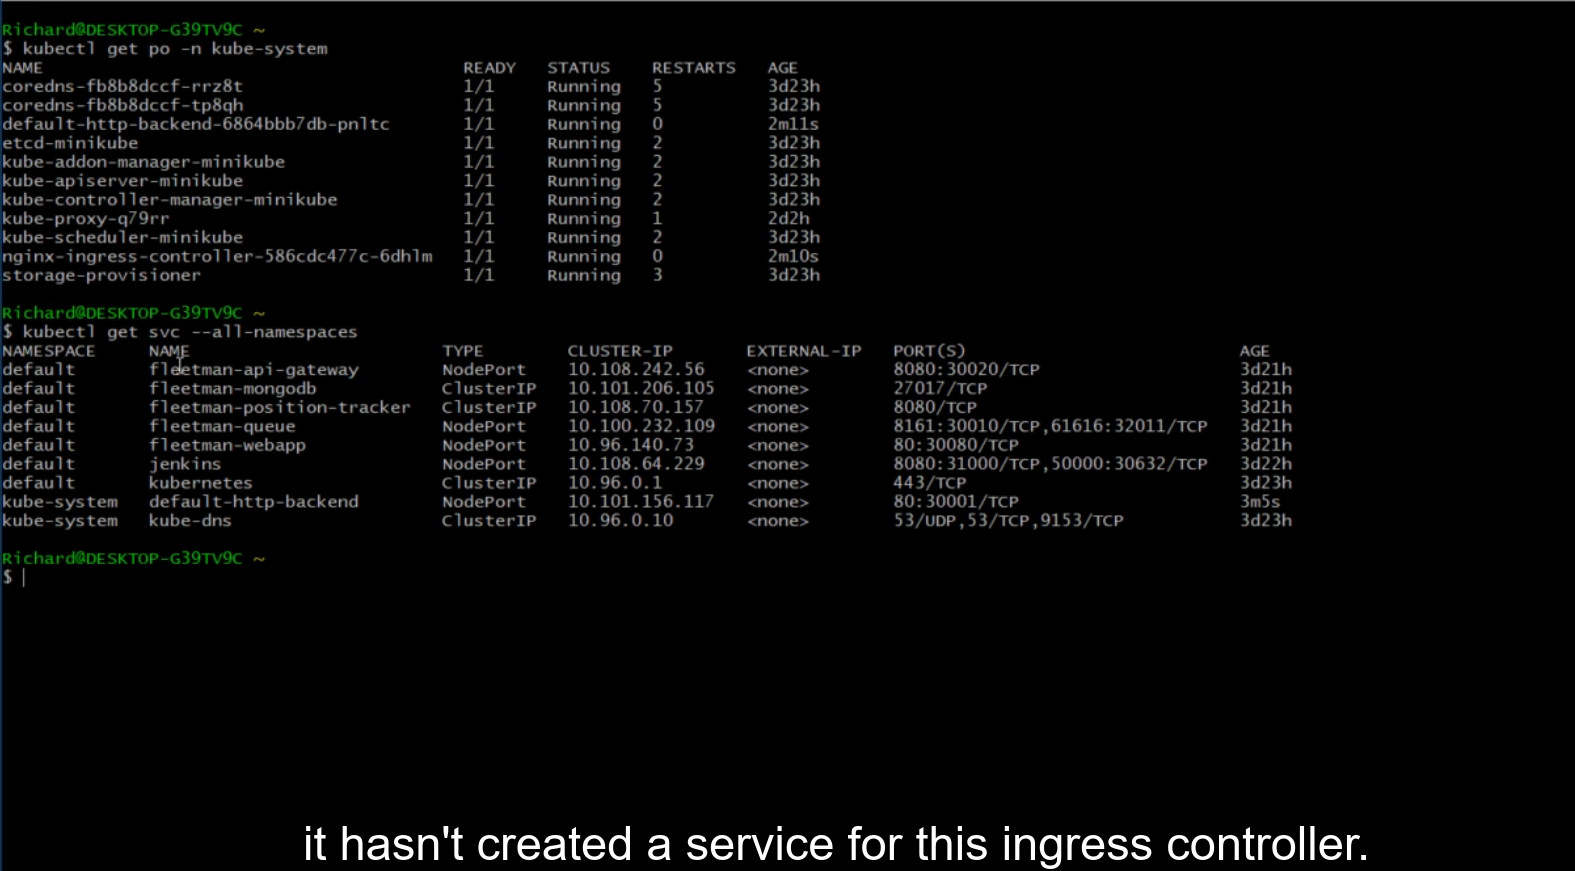 Richard@DESKTOP-G39TV9C ~
$ kubectl get po -n kube-system
NAME READY STATUS RESTARTS AGE
coredns-fb8b8dccf-rrz8t 1/1 Running 5 3d23h
coredns-fb8b8dccf-tp8qh 1/1 Running 5 3d23h
default-http-backend-6864bbb7db-pnltc 1/1 Running 0 2m11s
etcd-minikube 1/1 Running 2 3d23h
kube-addon-manager-minikube 1/1 Running 2 3d23h
kube-apiserver-minikube 1/1 Running 2 3d23h
kube-controller-manager-minikube 1/1 Running 2 3d23h
kube-proxy-q79rr 1/1 Running 1 2d2h
kube-scheduler-minikube 1/1 Running 2 3d23h
nginx-ingress-controller-586cdc477c-6dhlm 1/1 Running 0 2m10s
storage-provisioner 1/1 Running 3 3d23h
Richard@DESKTOP-G39TV9C ~
$ kubectl get svc --all-namespaces
NAMESPACE NAME TYPE CLUSTER-IP EXTERNAL-IP PORT(S) AGE
default fleetman-api-gateway NodePort 10.108.242.56 <none> 8080:30020/TCP 3d21h
default fleetman-mongodb ClusterIP 10.101.206.105 <none> 27017/TCP 3d21h
default fleetman-position-tracker ClusterIP 10.108.70.157 <none> 8080/TCP 3d21h
default fleetman-queue NodePort 10.100.232.109 <none> 8161:30010/TCP,61616:32011/TCP 3d21h
default fleetman-webapp NodePort 10.96.140.73 <none> 80:30080/TCP 3d21h
default jenkins NodePort 10.108.64.229 <none> 8080:31000/TCP,50000:30632/TCP 3d22h
default kubernetes ClusterIP 10.96.0.1 <none> 443/TCP 3d23h
kube-system default-http-backend NodePort 10.101.156.117 <none> 80:30001/TCP 3m5s
kube-system kube-dns ClusterIP 10.96.0.10 <none> 53/UDP,53/TCP,9153/TCP 3d23h
Richard@DESKTOP-G39TV9C ~
$
it hasn't created a service for this ingress controller.